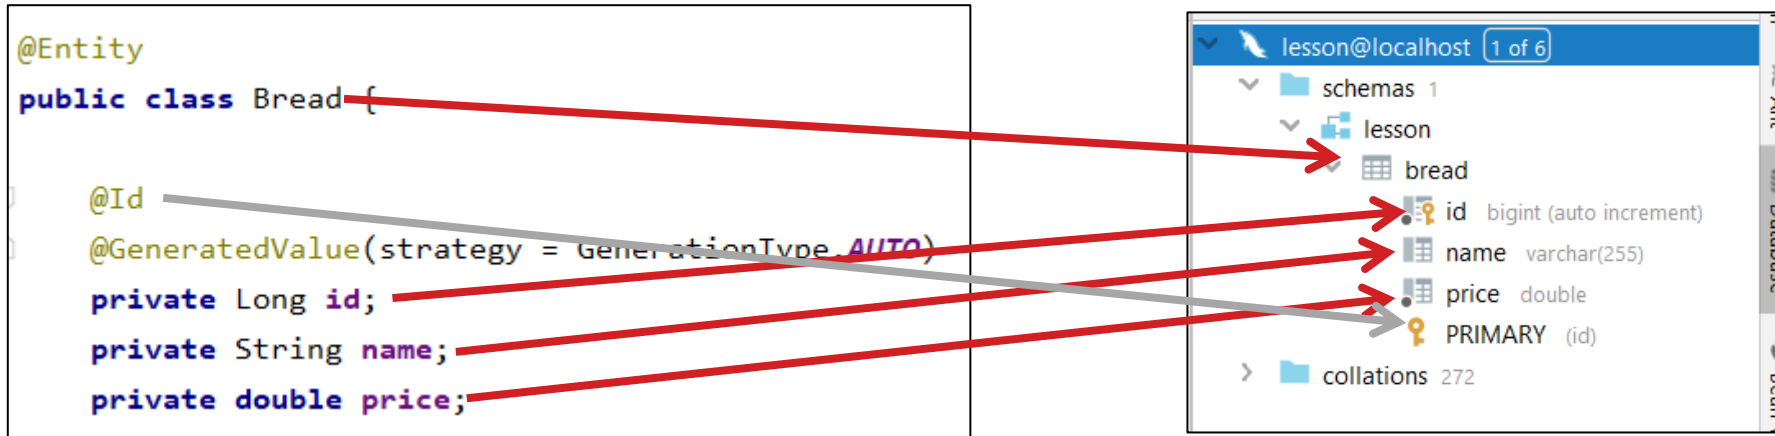 @Entity
public class Bread {
@Id
@GeneratedValue(strategy = GenerationType.AUTO)
private Long id;
private String name;
private double price;
lesson@localhost 1 of 6
schemas 1
lesson
bread
id bigint (auto increment)
name varchar(255)
price double
PRIMARY (id)
collations 272
Ant
Database